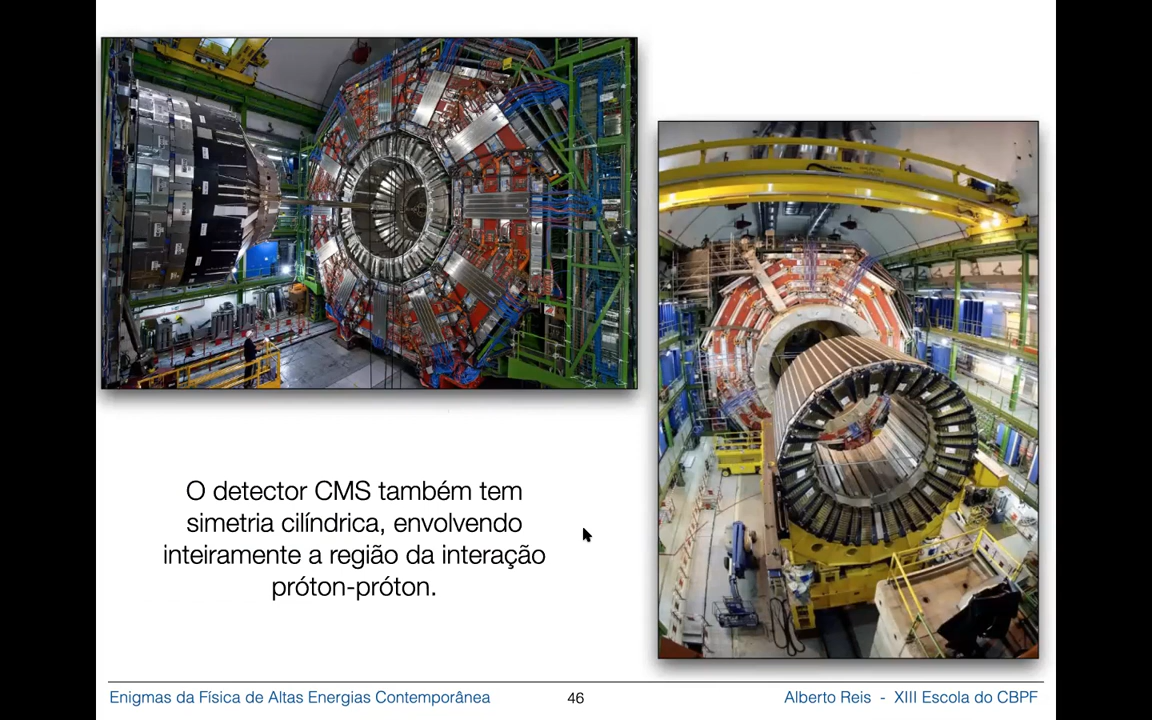 O detector CMS também tem
simetria cilíndrica, envolvendo
inteiramente a região da interação
próton-próton.
Enigmas da Física de Altas Energias Contemporânea
46
Alberto Reis - XIII Escola do CBPF